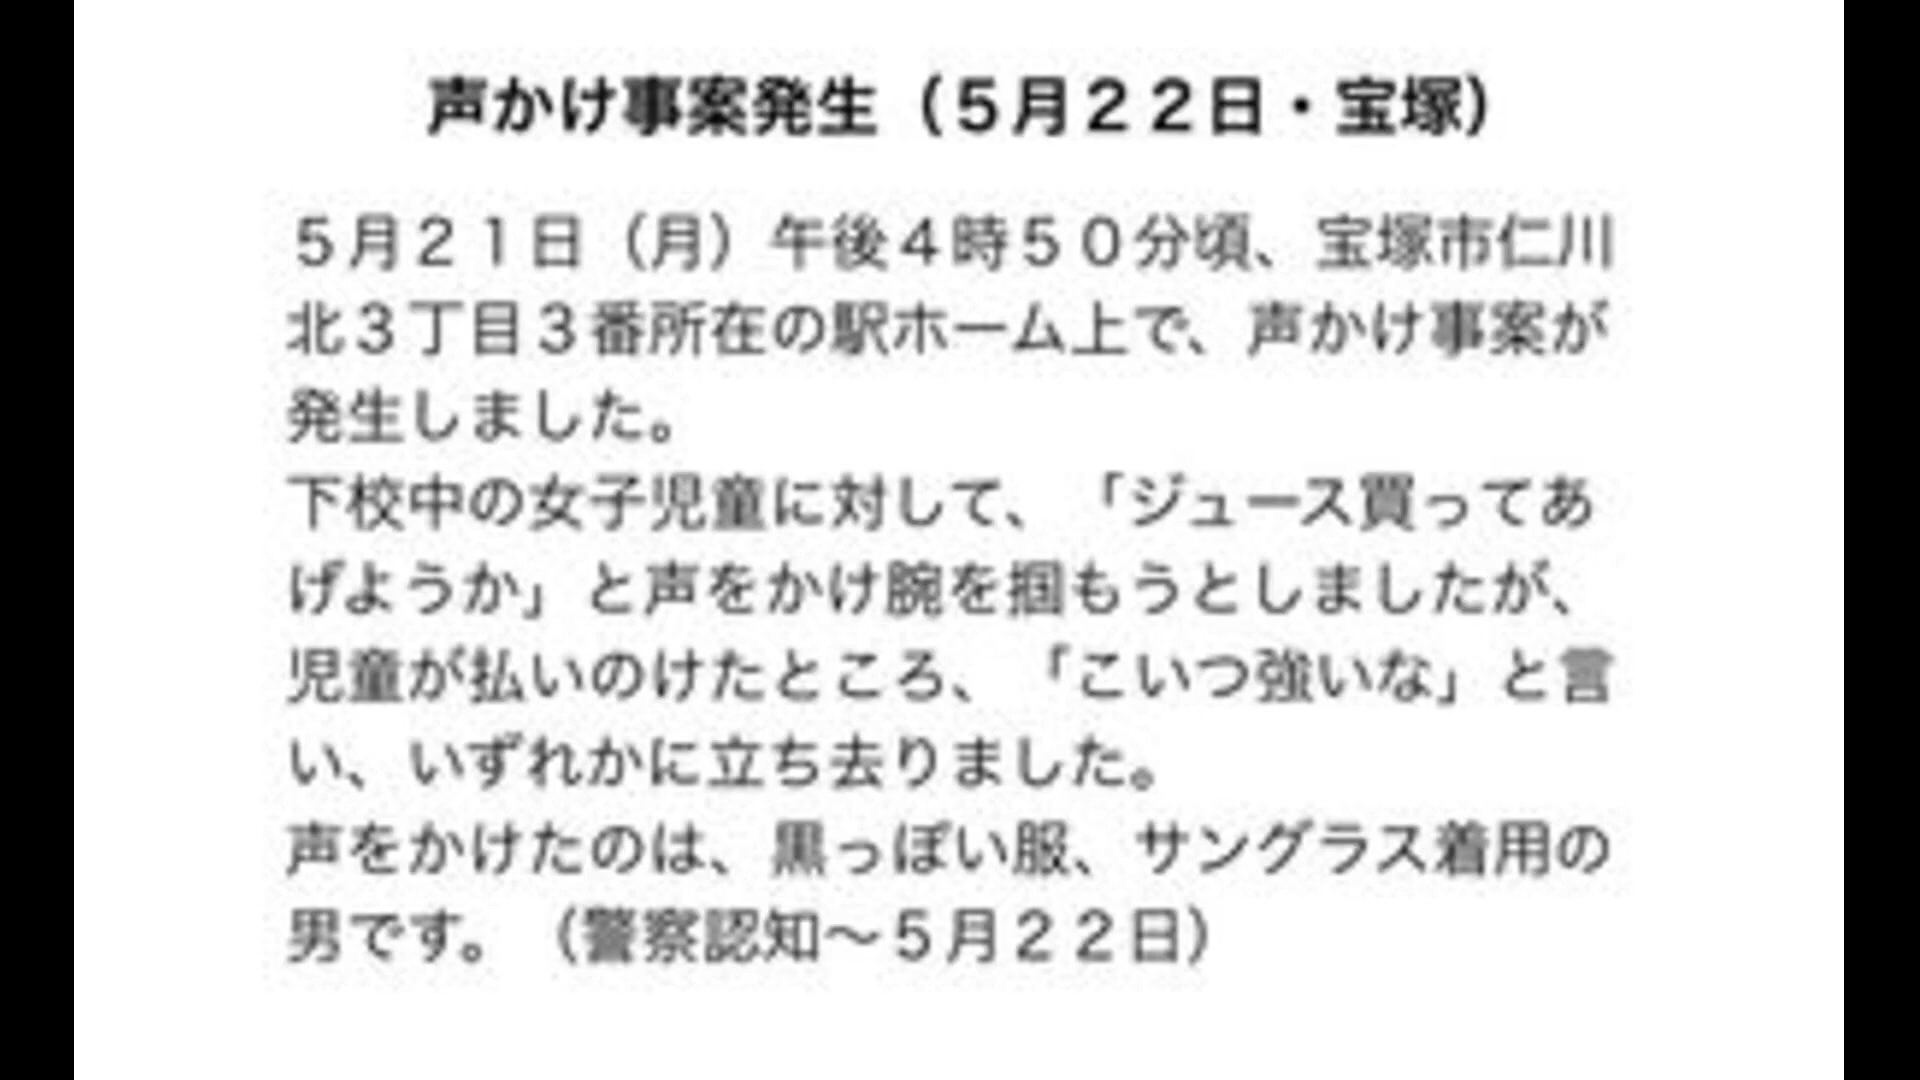 声かけ事案発生（５月２２日・宝塚）
５月２１日（月）午後４時５０分頃、宝塚市仁川
北３丁目３番所在の駅ホーム上で、声かけ事案が
発生しました。
下校中の女子児童に対して、「ジュース買ってあ
げようか」と声をかけ腕を掴もうとしましたが、
児童が払いのけたところ、「こいつ強いな」と言
い、いずれかに立ち去りました。
声をかけたのは、黒っぽい服、サングラス着用の
男です。（警察認知～５月２２日）